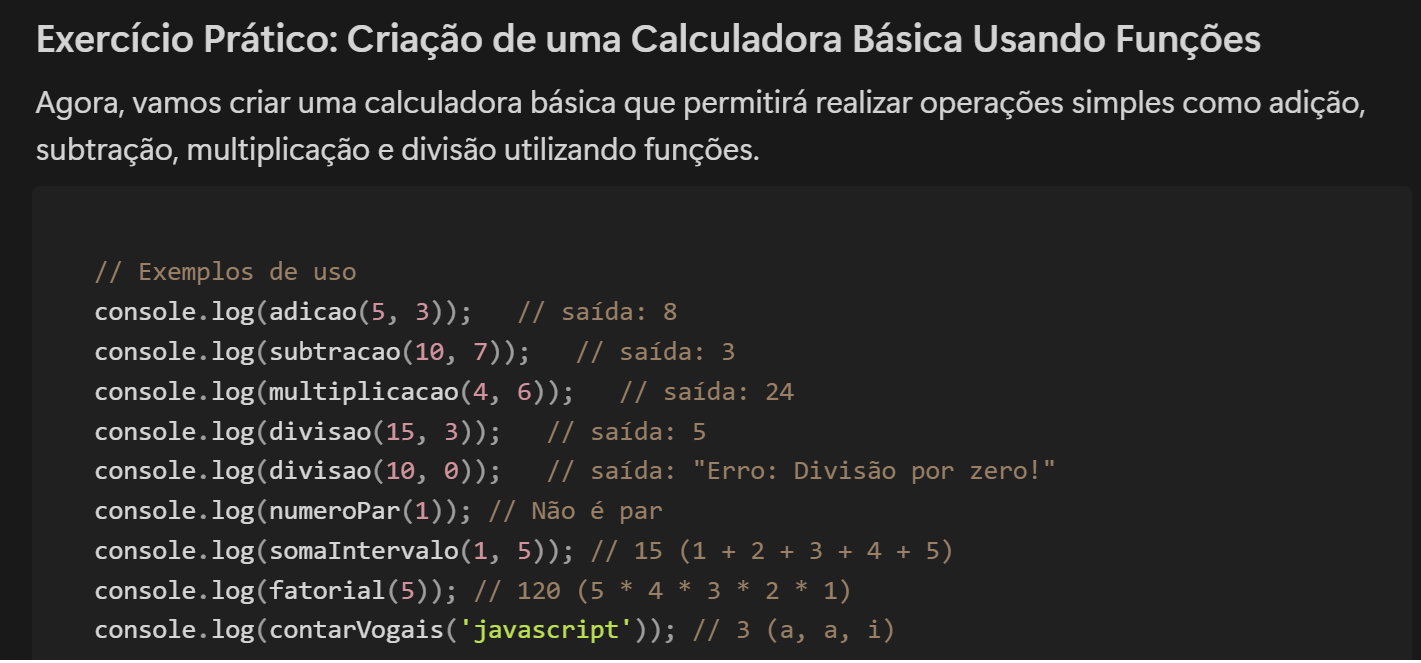 Exercício Prático: Criação de uma Calculadora Básica Usando Funções
Agora, vamos criar uma calculadora básica que permitirá realizar operações simples como adição,
subtração, multiplicação e divisão utilizando funções.
// Exemplos de uso
console.log(adicao(5, 3));   // saída: 8
console.log(subtracao(10, 7));   // saída: 3
console.log(multiplicacao(4, 6));   // saída: 24
console.log(divisao(15, 3));   // saída: 5
console.log(divisao(10, 0));   // saída: "Erro: Divisão por zero!"
console.log(numeroPar(1)); // Não é par
console.log(somaIntervalo(1, 5)); // 15 (1 + 2 + 3 + 4 + 5)
console.log(fatorial(5)); // 120 (5 * 4 * 3 * 2 * 1)
console.log(contarVogais('javascript')); // 3 (a, a, i)